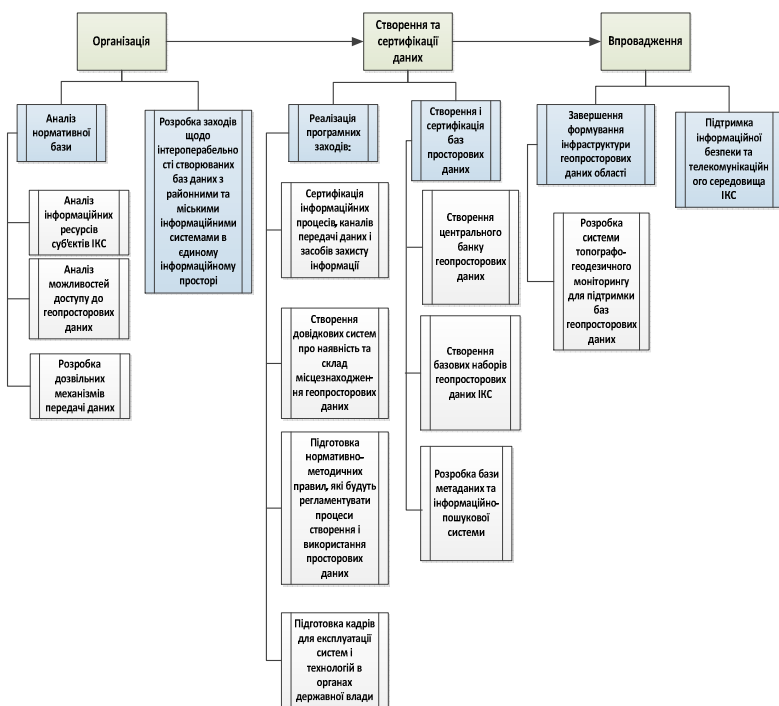 Організація
Створення та
сертифікації
даних
Впровадження
Аналіз
нормативної
бази
Аналіз
інформаційних
ресурсів
суб'єктів ІКС
Аналіз
можливостей
доступу до
геопросторових
даних
Розробка
дозвільних
механізмів
передачі даних
Розробка заходів
щодо
інтероперабельно
сті створюваних
баз даних з
районними та
міськими
інформаційними
системами в
єдиному
інформаційному
просторі
Реалізація
програмних
заходів:
Сертифікація
інформаційних
процесів, каналів
передачі даних і
засобів захисту
інформації
Створення
довідкових систем
про наявність та
склад
місцезнаходжен-
ня геопросторових
даних
Підготовка
нормативно-
методичних
правил, які будуть
регламентувати
процеси
створення і
використання
просторових
даних
Підготовка кадрів
для експлуатації
систем і
технологій в
органах
державної влади
Створення і
сертифікація
баз
просторових
даних
Створення
центрального
банку
геопросторових
даних
Створення
базових наборів
геопросторових
даних ІКС
Розробка бази
метаданих та
інформаційно-
пошукової
системи
Завершення
формування
інфраструктури
геопросторових
даних області
Розробка
системи
топографо-
геодезичного
моніторингу
для підтримки
баз
геопросторових
даних
Підтримка
інформаційної
безпеки та
телекомунікаційн
ого середовища
ІКС